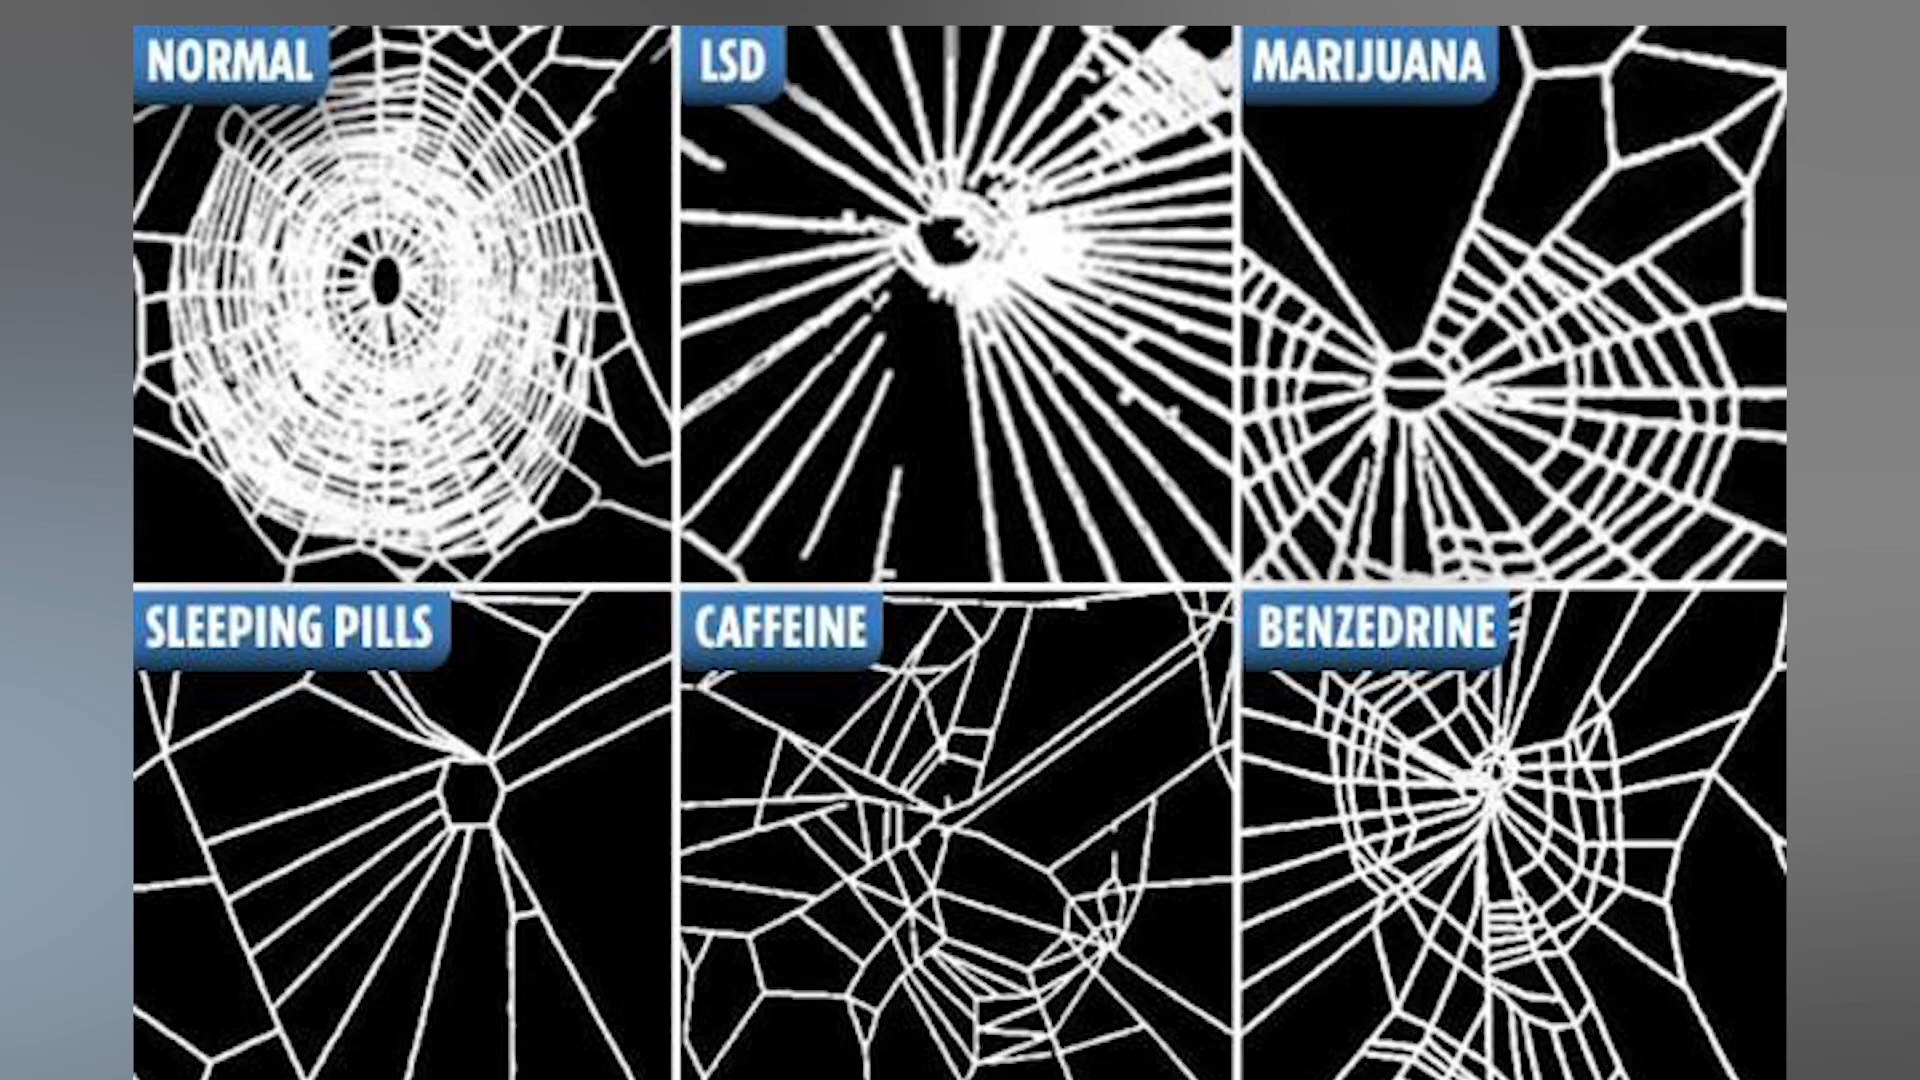 NORMAL
LSD
MARIJUANA
SLEEPING PILLS
CAFFEINE
BENZEDRINE